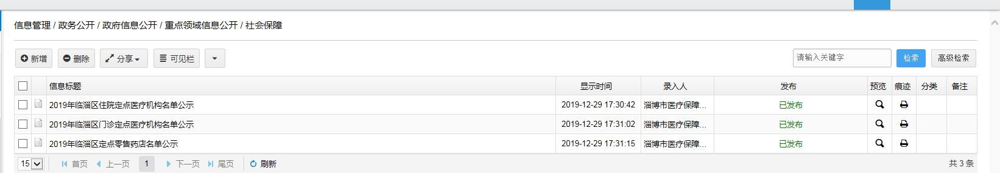 信息管理 / 政务公开 / 政府信息公开 / 重点领域信息公开 / 社会保障
新增 删除 分享 可见栏 请输入关键字 检索 高级检索
信息标题 显示时间 录入人 发布 预览 痕迹 分类 备注
2019年临淄区住院定点医疗机构名单公示 2019-12-29 17:30:42 淄博市医疗保障... 已发布
2019年临淄区门诊定点医疗机构名单公示 2019-12-29 17:31:02 淄博市医疗保障... 已发布
2019年临淄区定点零售药店名单公示 2019-12-29 17:31:15 淄博市医疗保障... 已发布
15 首页 上一页 1 下一页 尾页 刷新 共 3 条